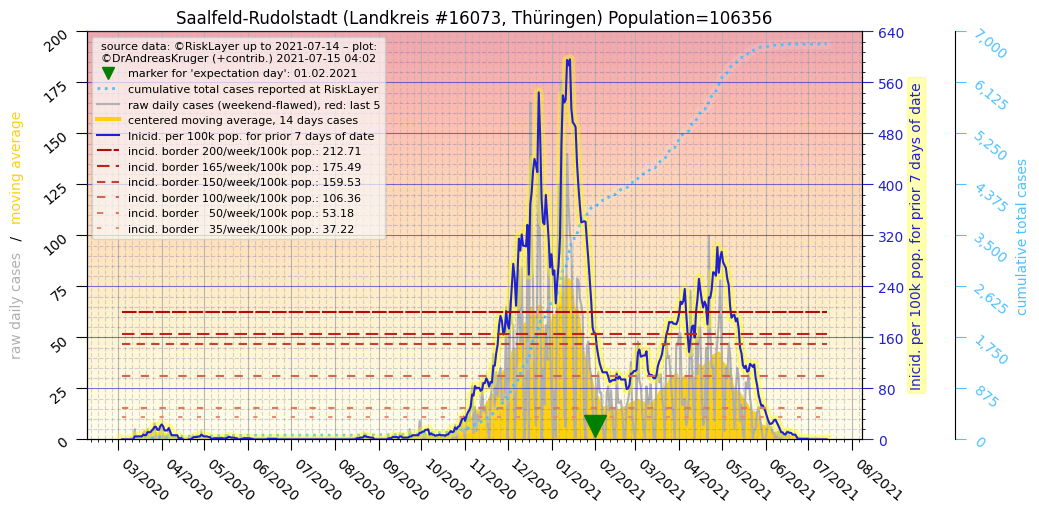 Saalfeld-Rudolstadt (Landkreis #16073, Thüringen) Population=106356
source data: ©RiskLayer up to 2021-07-14 – plot:
©DrAndreasKruger (+contrib.) 2021-07-15 04:02
marker for 'expectation day': 01.02.2021
cumulative total cases reported at RiskLayer
raw daily cases (weekend-flawed), red: last 5
centered moving average, 14 days cases
Inicid. per 100k pop. for prior 7 days of date
incid. border 200/week/100k pop.: 212.71
incid. border 165/week/100k pop.: 175.49
incid. border 150/week/100k pop.: 159.53
incid. border 100/week/100k pop.: 106.36
incid. border   50/week/100k pop.: 53.18
incid. border   35/week/100k pop.: 37.22
raw daily cases   /   moving average
200
175
150
125
100
75
50
25
0
03/2020
04/2020
05/2020
06/2020
07/2020
08/2020
09/2020
10/2020
11/2020
12/2020
01/2021
02/2021
03/2021
04/2021
05/2021
06/2021
07/2021
08/2021
640
560
480
400
320
240
160
80
0
Inicid. per 100k pop. for prior 7 days of date
7,000
6,125
5,250
4,375
3,500
2,625
1,750
875
0
cumulative total cases